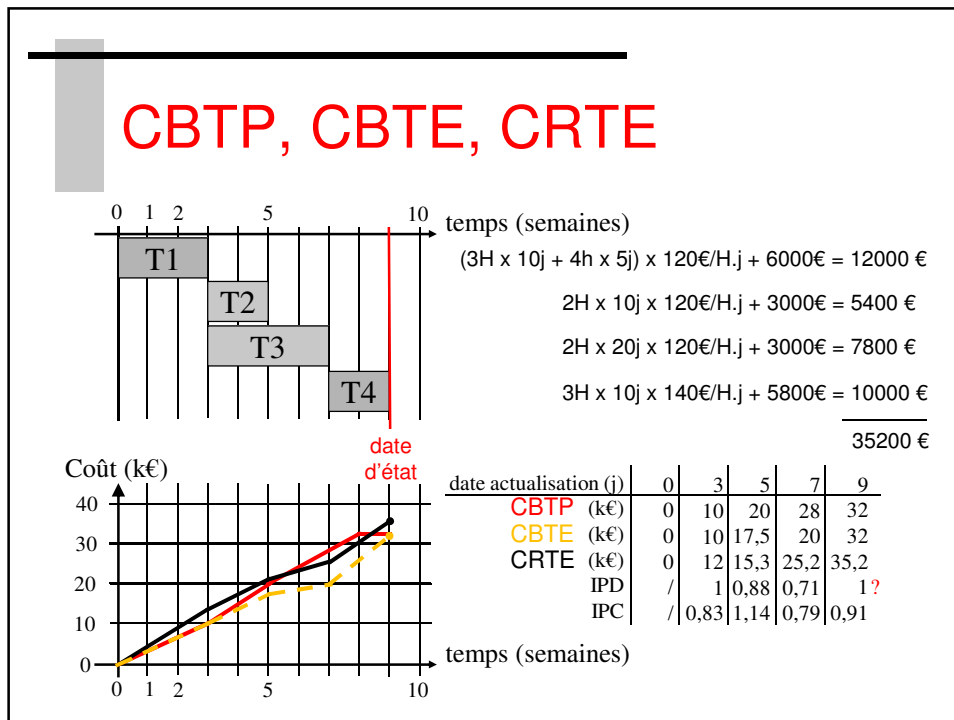 CBTP, CBTE, CRTE
0 1 2 5 10 temps (semaines)
T1
T2
T3
T4
date
d'état
(3H x 10j + 4h x 5j) x 120€/H.j + 6000€ = 12000 €
2H x 10j x 120€/H.j + 3000€ = 5400 €
2H x 20j x 120€/H.j + 3000€ = 7800 €
3H x 10j x 140€/H.j + 5800€ = 10000 €
35200 €
Coût (k€)
40
30
20
10
0
0 1 2 5 10
temps (semaines)
date actualisation (j) 0 3 5 7 9
CBTP (k€) 0 10 20 28 32
CBTE (k€) 0 10 17,5 20 32
CRTE (k€) 0 12 15,3 25,2 35,2
IPD / 1 0,88 0,71 1 ?
IPC / 0,83 1,14 0,79 0,91